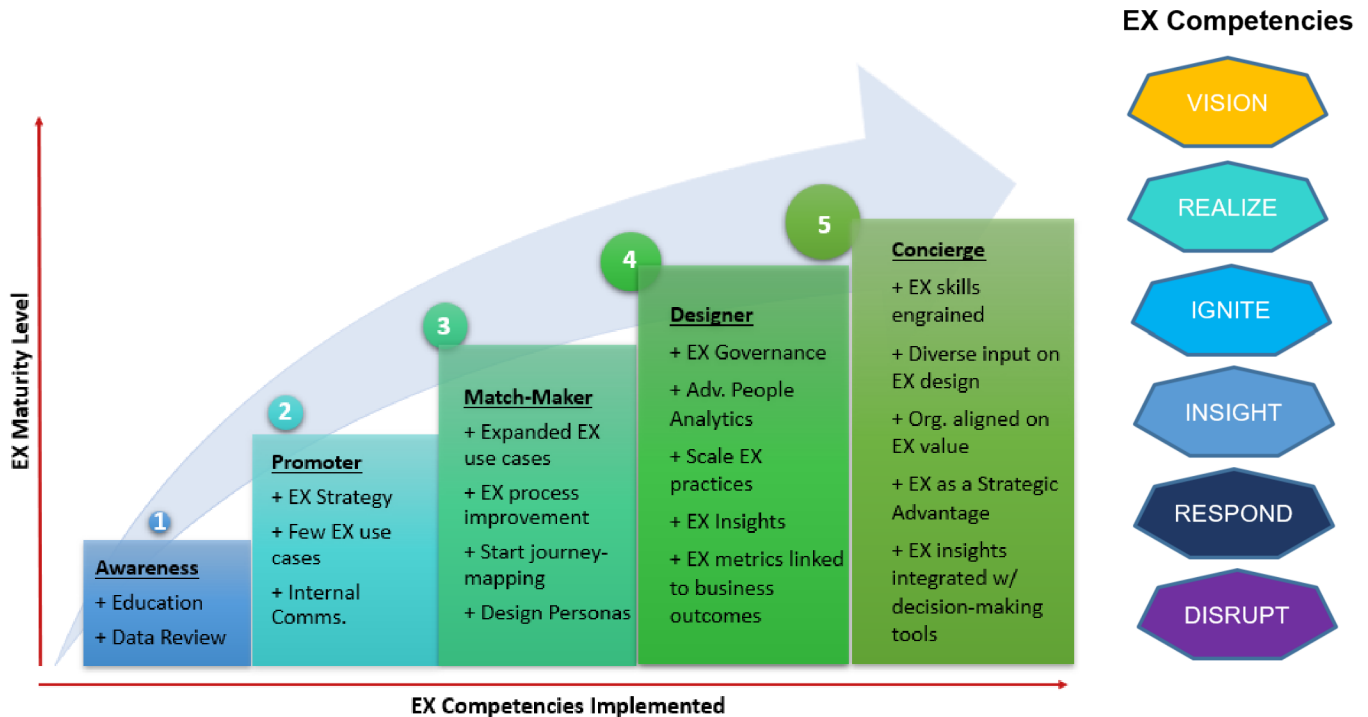 EX Competencies
VISION
REALIZE
IGNITE
INSIGHT
RESPOND
DISRUPT
EX Maturity Level
1
Awareness
+ Education
+ Data Review
2
Promoter
+ EX Strategy
+ Few EX use
cases
+ Internal
Comms.
3
Match-Maker
+ Expanded EX
use cases
+ EX process
improvement
+ Start journey-
mapping
+ Design Personas
4
Designer
+ EX Governance
+ Adv. People
Analytics
+ Scale EX
practices
+ EX Insights
+ EX metrics linked
to business
outcomes
5
Concierge
+ EX skills
engrained
+ Diverse input on
EX design
+ Org. aligned on
EX value
+ EX as a Strategic
Advantage
+ EX insights
integrated w/
decision-making
tools
EX Competencies Implemented